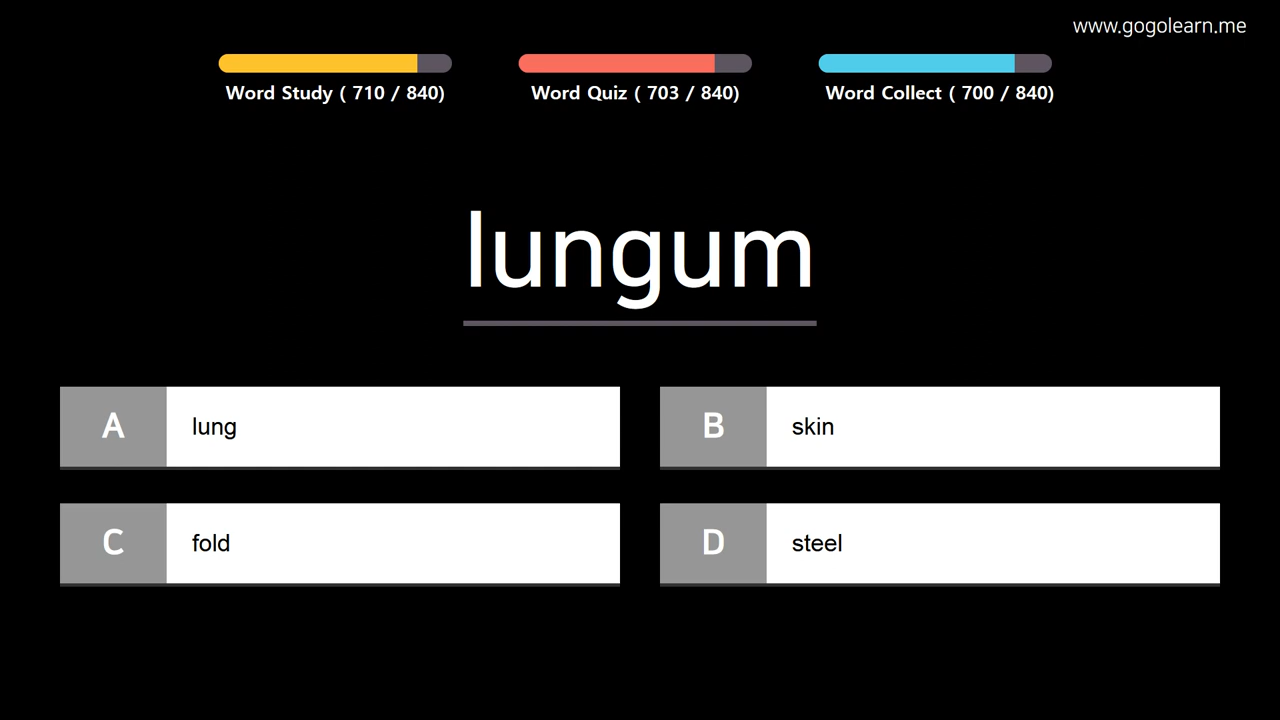 www.gogolearn.me
Word Study ( 710 / 840)
Word Quiz ( 703 / 840)
Word Collect ( 700 / 840)
lungum
A lung
B skin
C fold
D steel